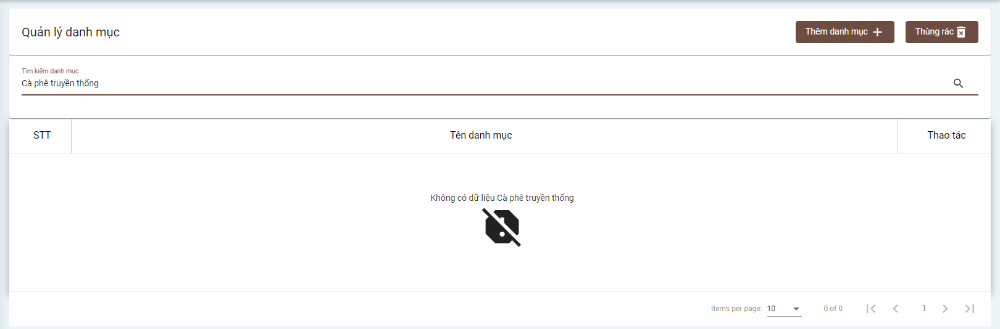 Quản lý danh mục
Thêm danh mục
Thùng rác
Tìm kiếm danh mục
Cà phê truyền thống
STT
Tên danh mục
Thao tác
Không có dữ liệu Cà phê truyền thống
Items per page: 10
0 of 0
1